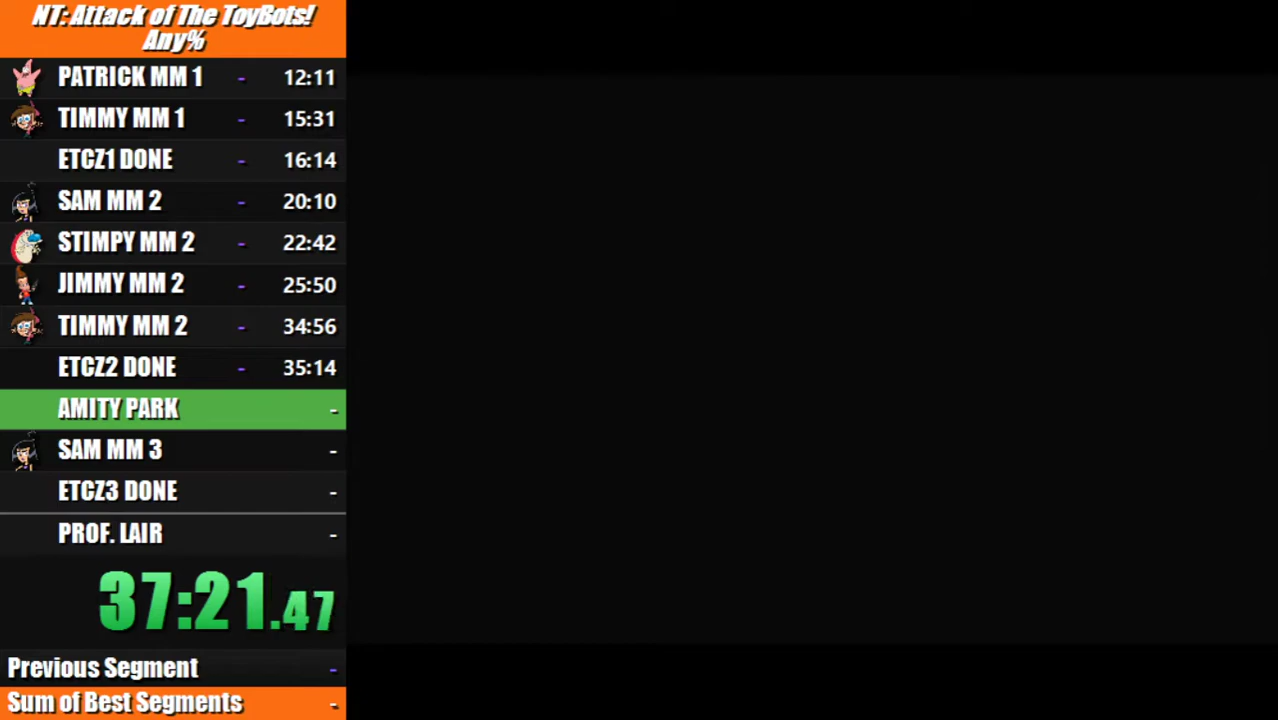 NT: Attack of The ToyBots!
Any%
PATRICK MM 1 - 12:11
TIMMY MM 1 - 15:31
ETCZ1 DONE - 16:14
SAM MM 2 - 20:10
STIMPY MM 2 - 22:42
JIMMY MM 2 - 25:50
TIMMY MM 2 - 34:56
ETCZ2 DONE - 35:14
AMITY PARK -
SAM MM 3 -
ETCZ3 DONE -
PROF. LAIR -
37:21.47
Previous Segment -
Sum of Best Segments -